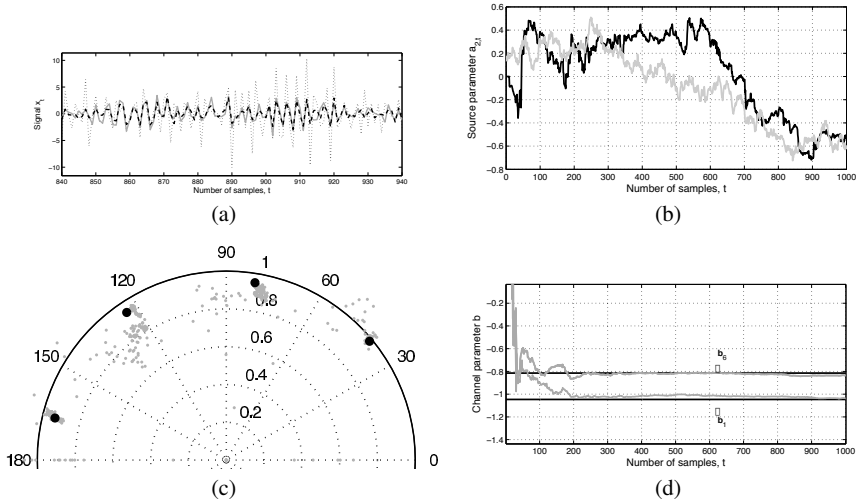 Signal x_t
10
5
0
−5
−10
840 850 860 870 880 890 900 910 920 930 940
Number of samples, t
(a)
Source parameter a_{2,t}
0.6
0.4
0.2
0
−0.2
−0.4
−0.6
−0.8
0 100 200 300 400 500 600 700 800 900 1000
Number of samples, t
(b)
90
120 1 60
0.8
150 0.6 30
0.4
0.2
180 0
(c)
Channel parameter b
−0.2
−0.4
−0.6
−0.8
−1
−1.2
−1.4
b_6
b_1
0 100 200 300 400 500 600 700 800 900 1000
Number of samples, t
(d)